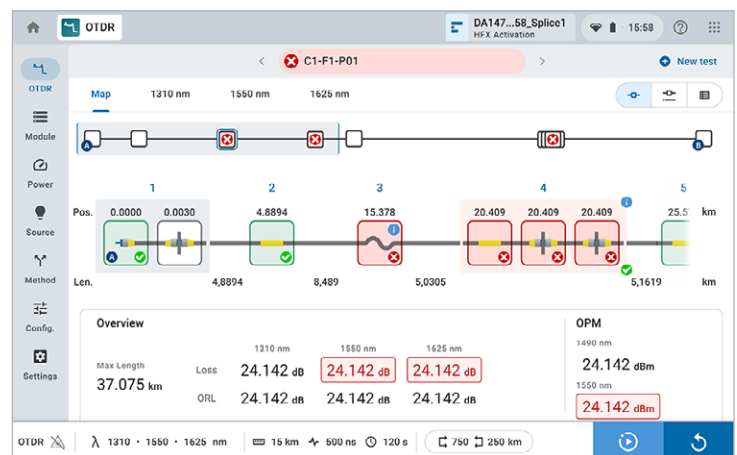 OTDR
DA147...58_Splice1
HFX Activation
15:58
C1-F1-P01
New test
OTDR
Module
Power
Source
Method
Config.
Settings
Map 1310 nm 1550 nm 1625 nm
A B
1 2 3 4 5
Pos. 0.0000 0.0030 4.8894 15.378 20.409 20.409 20.409 25.5 km
A
Len. 4,8894 8,489 5,0305 5,1619 km
Overview
1310 nm 1550 nm 1625 nm
Max Length
37.075 km
Loss 24.142 dB 24.142 dB 24.142 dB
ORL 24.142 dB 24.142 dB 24.142 dB
OPM
1490 nm
24.142 dBm
1550 nm
24.142 dBm
OTDR λ 1310 · 1550 · 1625 nm 15 km 500 ns 120 s 750 250 km